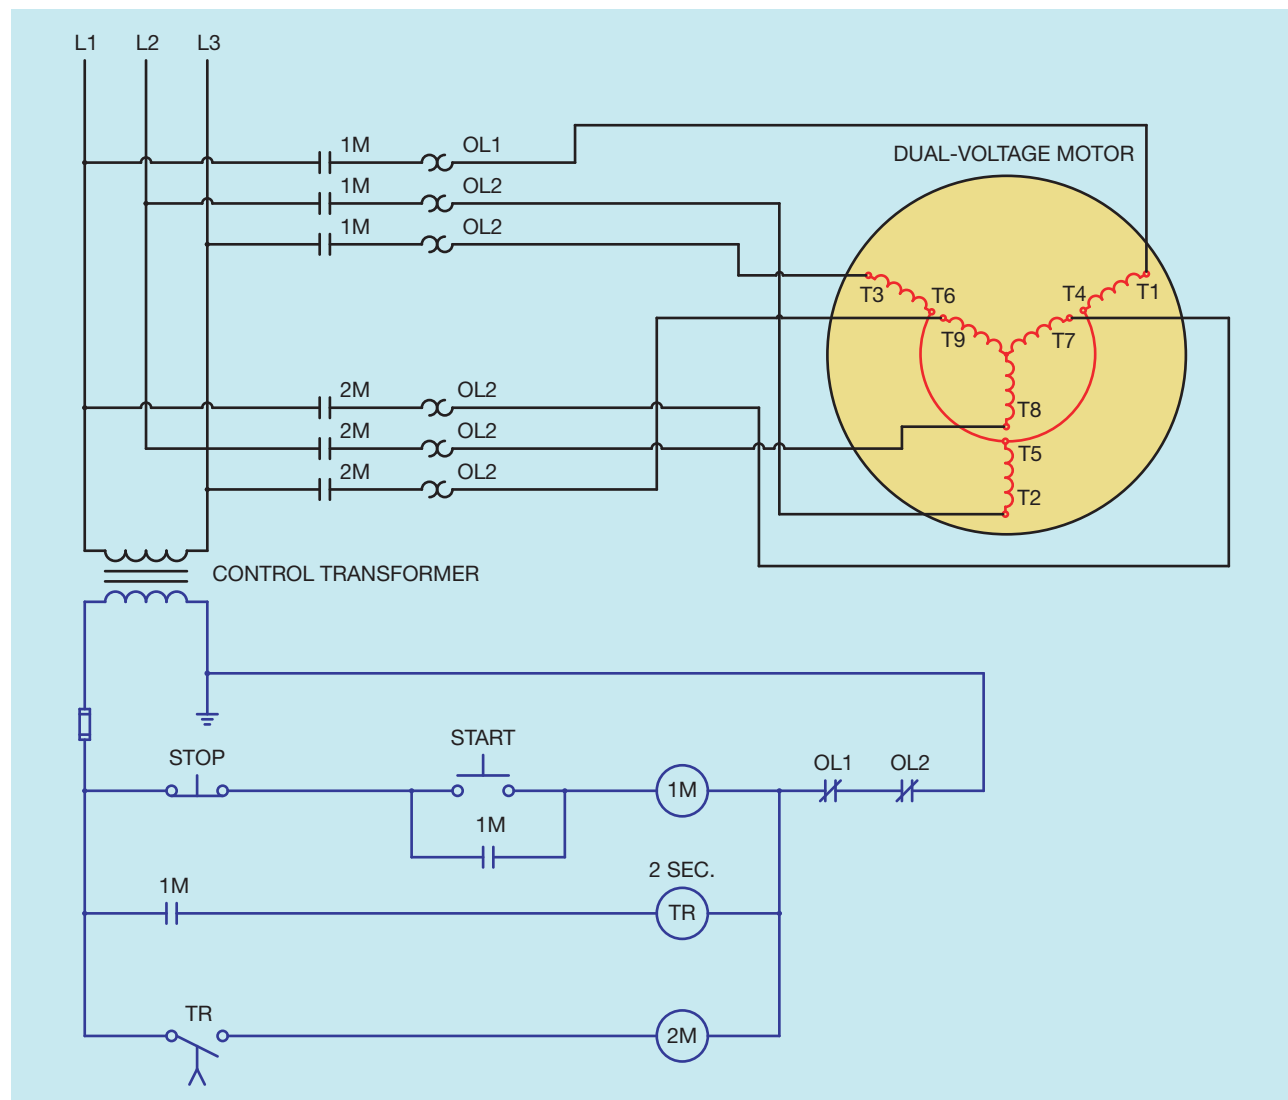 L1 L2 L3
1M OL1
DUAL-VOLTAGE MOTOR
1M OL2
1M OL2
T3 T6 T4 T1
T9 T7
2M OL2
T8
2M OL2
T5
2M OL2
T2
CONTROL TRANSFORMER
STOP START
OL1 OL2
1M
1M
2 SEC.
1M
TR
TR
2M